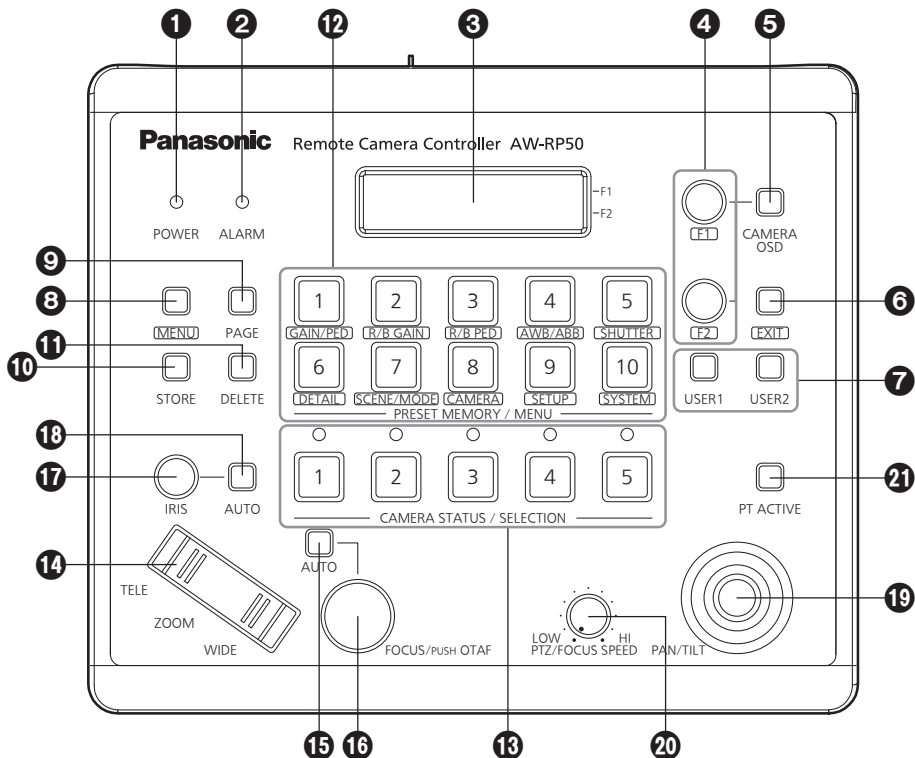 1 2 12 3 4 5
Panasonic Remote Camera Controller AW-RP50
F1
F2
POWER ALARM
F1 CAMERA
OSD
9
8 1 2 3 4 5 6
MENU PAGE GAIN/PED R/B GAIN R/B PED AWB/ABB SHUTTER F2 EXIT
11
10 6 7 8 9 10 7
STORE DELETE DETAIL SCENE/MODE CAMERA SETUP SYSTEM USER1 USER2
PRESET MEMORY / MENU
18
17 1 2 3 4 5 21
IRIS AUTO CAMERA STATUS / SELECTION PT ACTIVE
14 AUTO
TELE 19
ZOOM
LOW HI
WIDE FOCUS/PUSH OTAF PTZ/FOCUS SPEED PAN/TILT
15 16 13 20